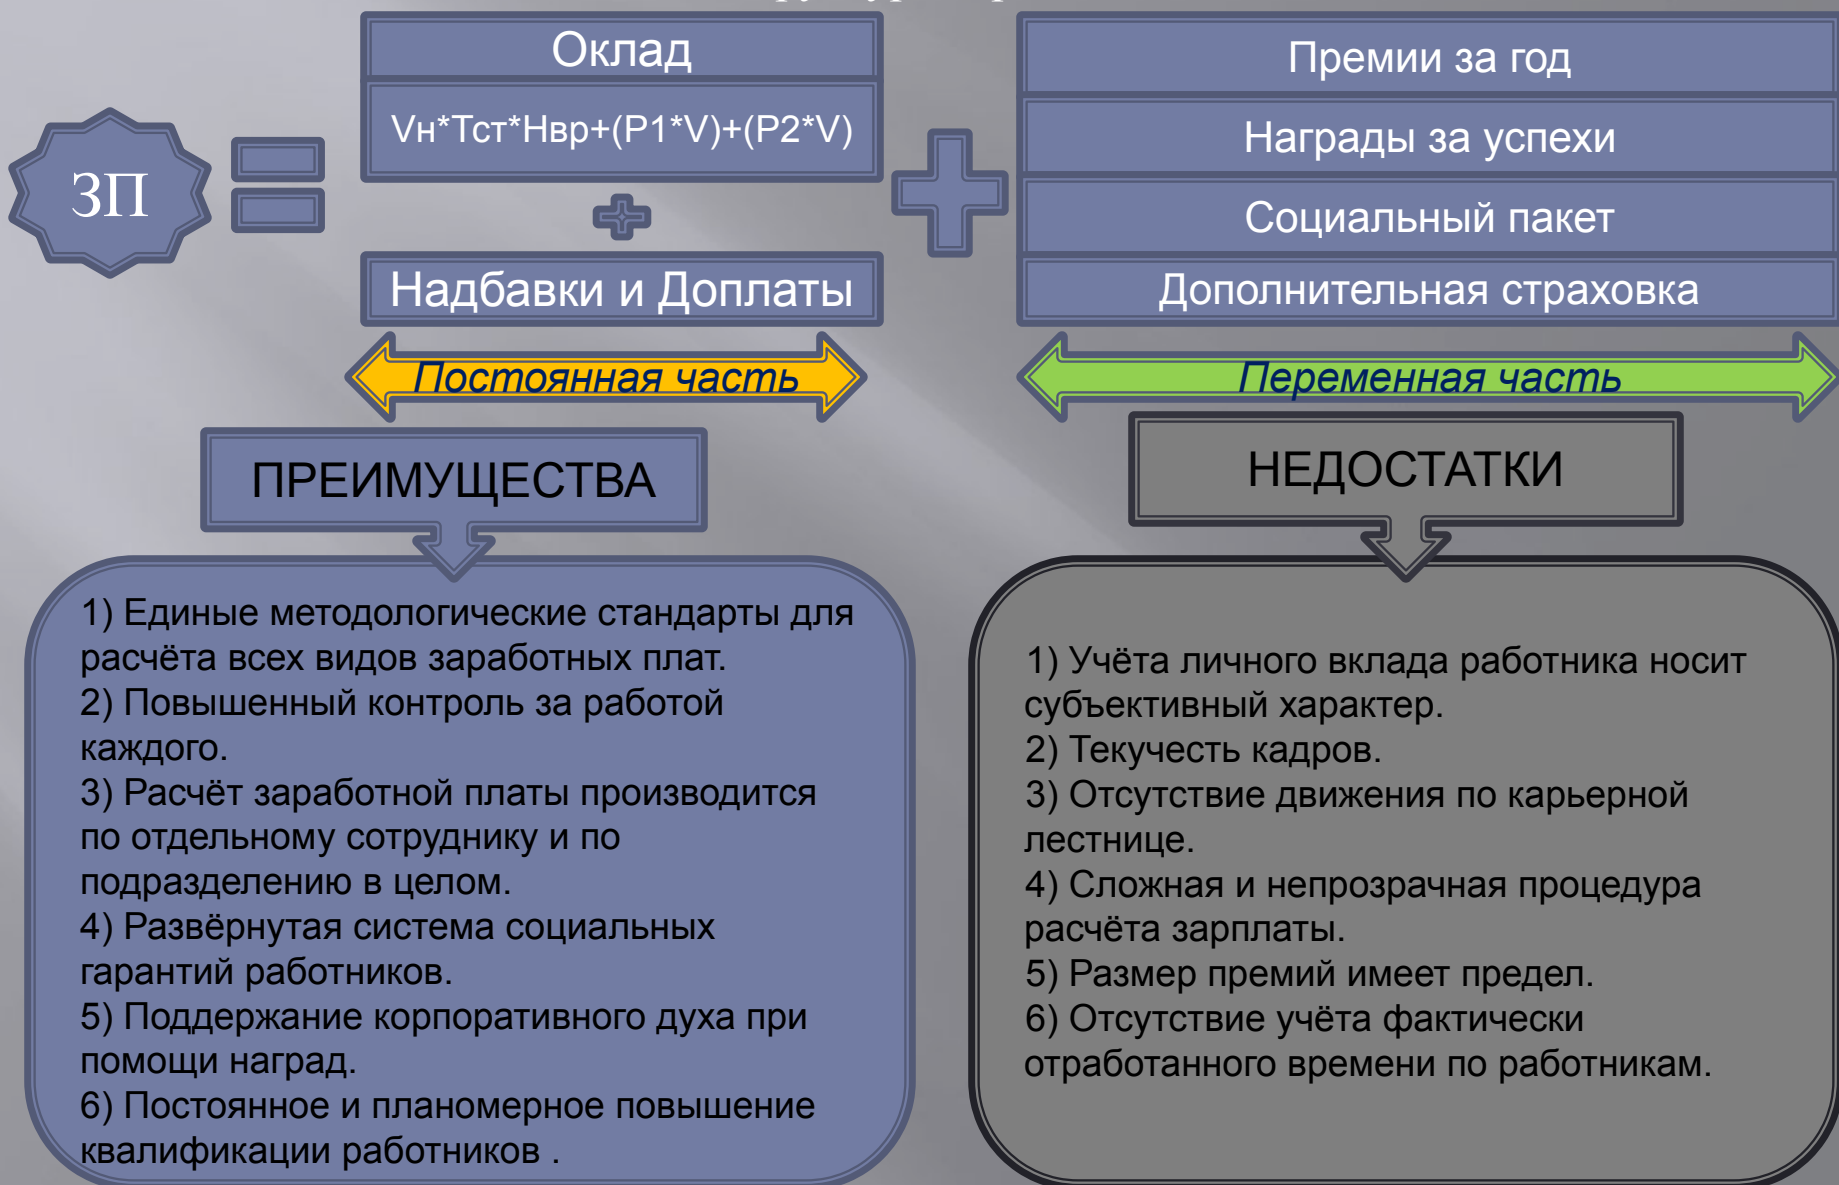 ЗП
Оклад
Vн*Тст*Нвр+(Р1*V)+(Р2*V)
Надбавки и Доплаты
Постоянная часть
Премии за год
Награды за успехи
Социальный пакет
Дополнительная страховка
Переменная часть
ПРЕИМУЩЕСТВА
1) Единые методологические стандарты для
расчёта всех видов заработных плат.
2) Повышенный контроль за работой
каждого.
3) Расчёт заработной платы производится
по отдельному сотруднику и по
подразделению в целом.
4) Развёрнутая система социальных
гарантий работников.
5) Поддержание корпоративного духа при
помощи наград.
6) Постоянное и планомерное повышение
квалификации работников .
НЕДОСТАТКИ
1) Учёта личного вклада работника носит
субъективный характер.
2) Текучесть кадров.
3) Отсутствие движения по карьерной
лестнице.
4) Сложная и непрозрачная процедура
расчёта зарплаты.
5) Размер премий имеет предел.
6) Отсутствие учёта фактически
отработанного времени по работникам.